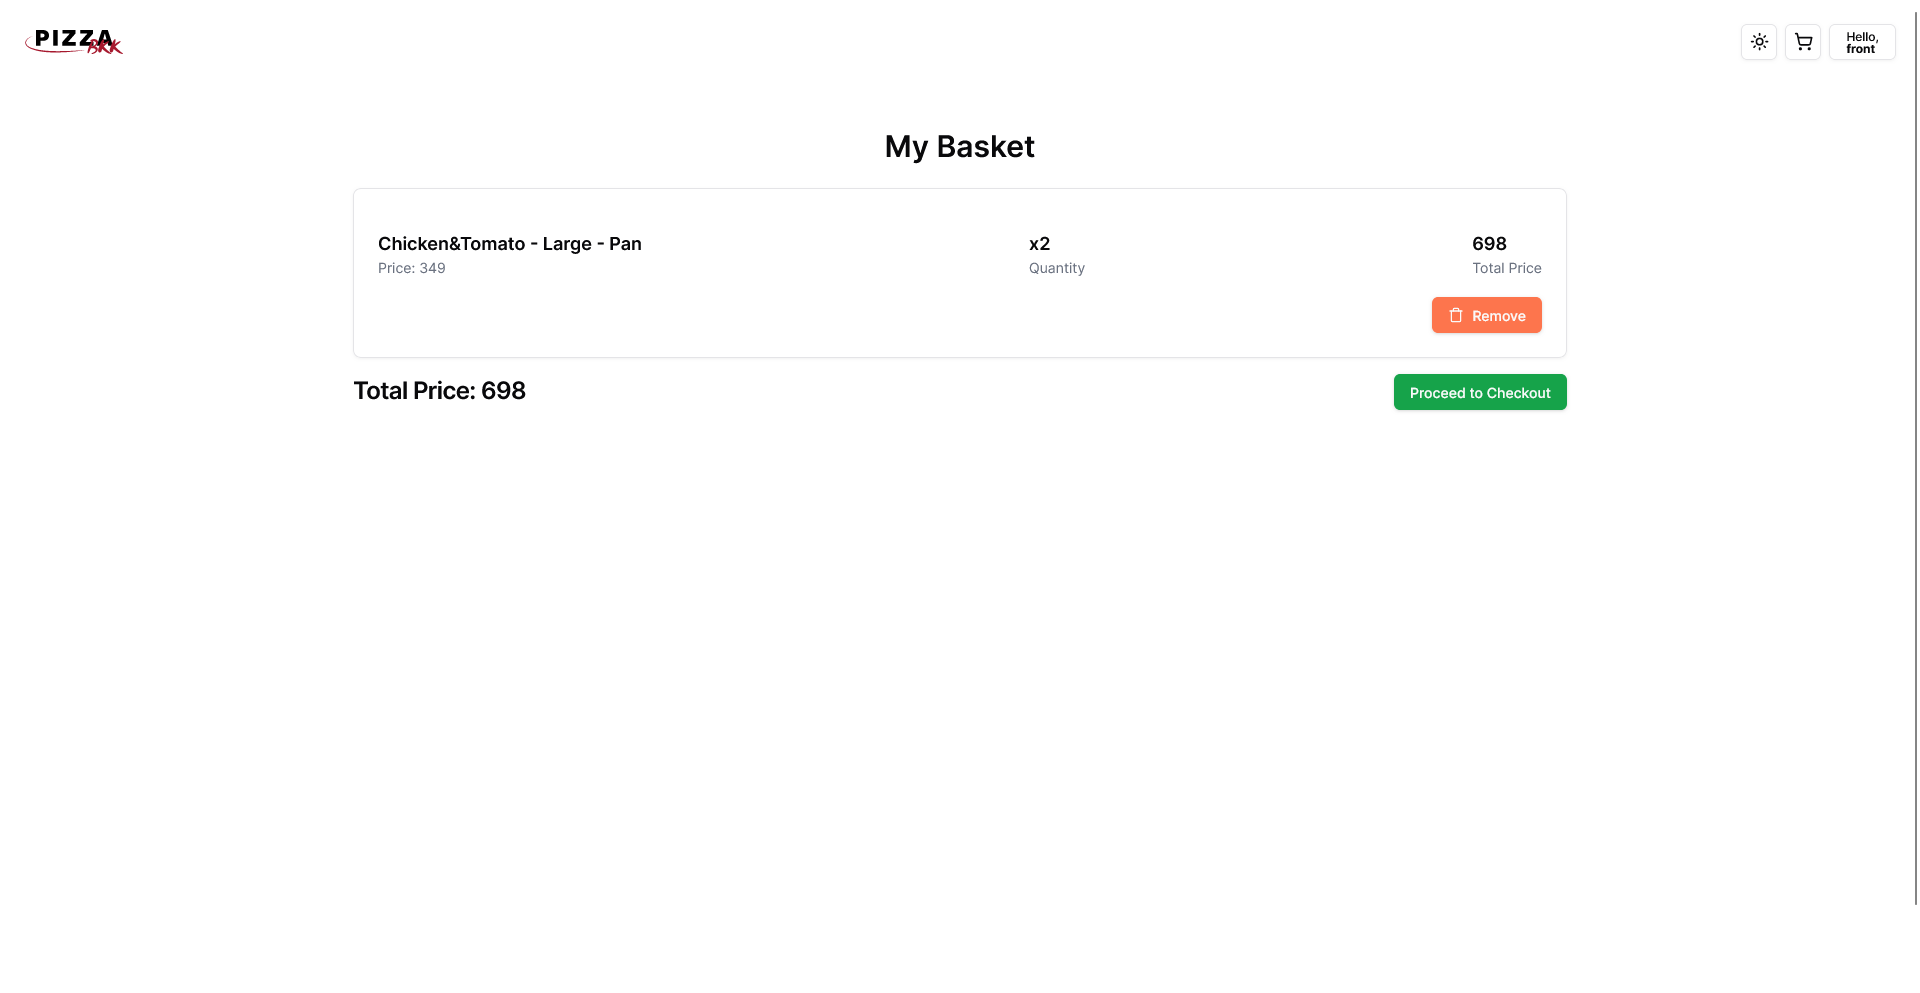 PIZZA
BKK
Hello,
front
My Basket
Chicken&Tomato - Large - Pan
x2
698
Price: 349
Quantity
Total Price
Remove
Total Price: 698
Proceed to Checkout